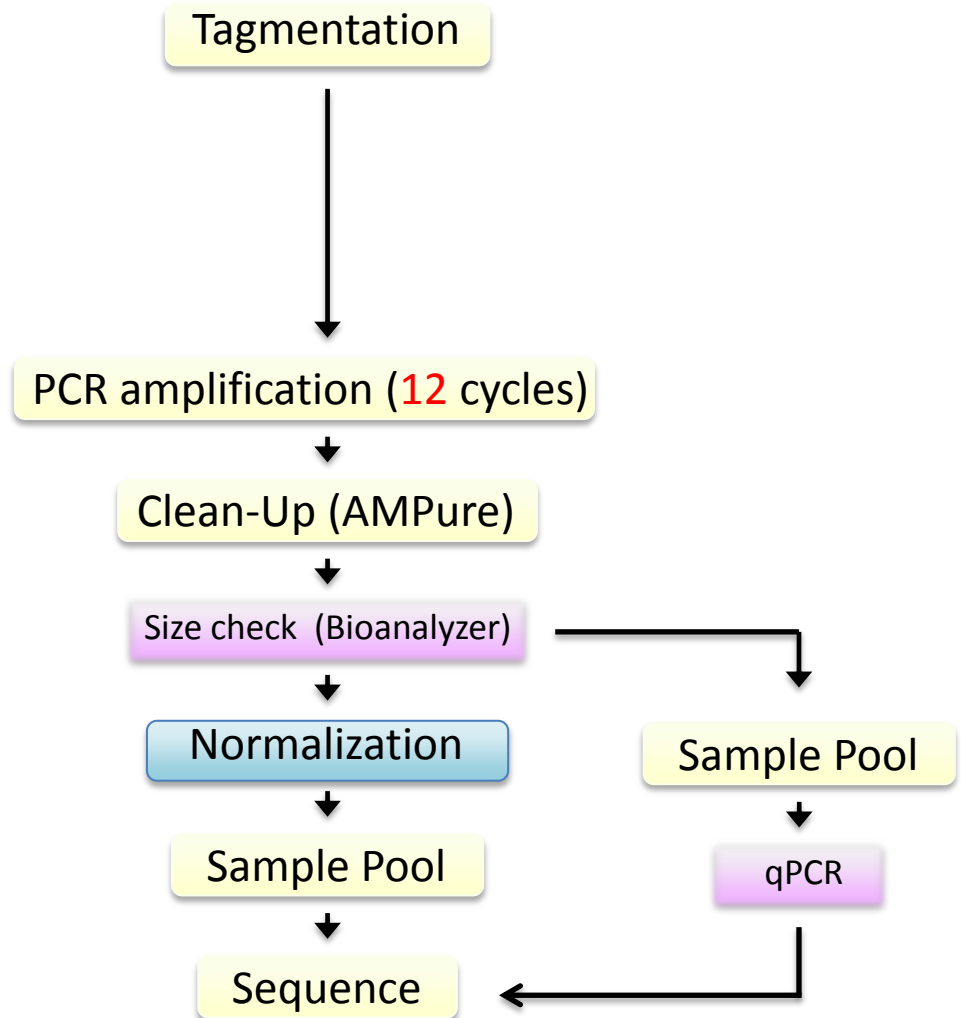 Tagmentation
PCR amplification (12 cycles)
Clean-Up (AMPure)
Size check (Bioanalyzer)
Normalization
Sample Pool
Sample Pool
qPCR
Sequence